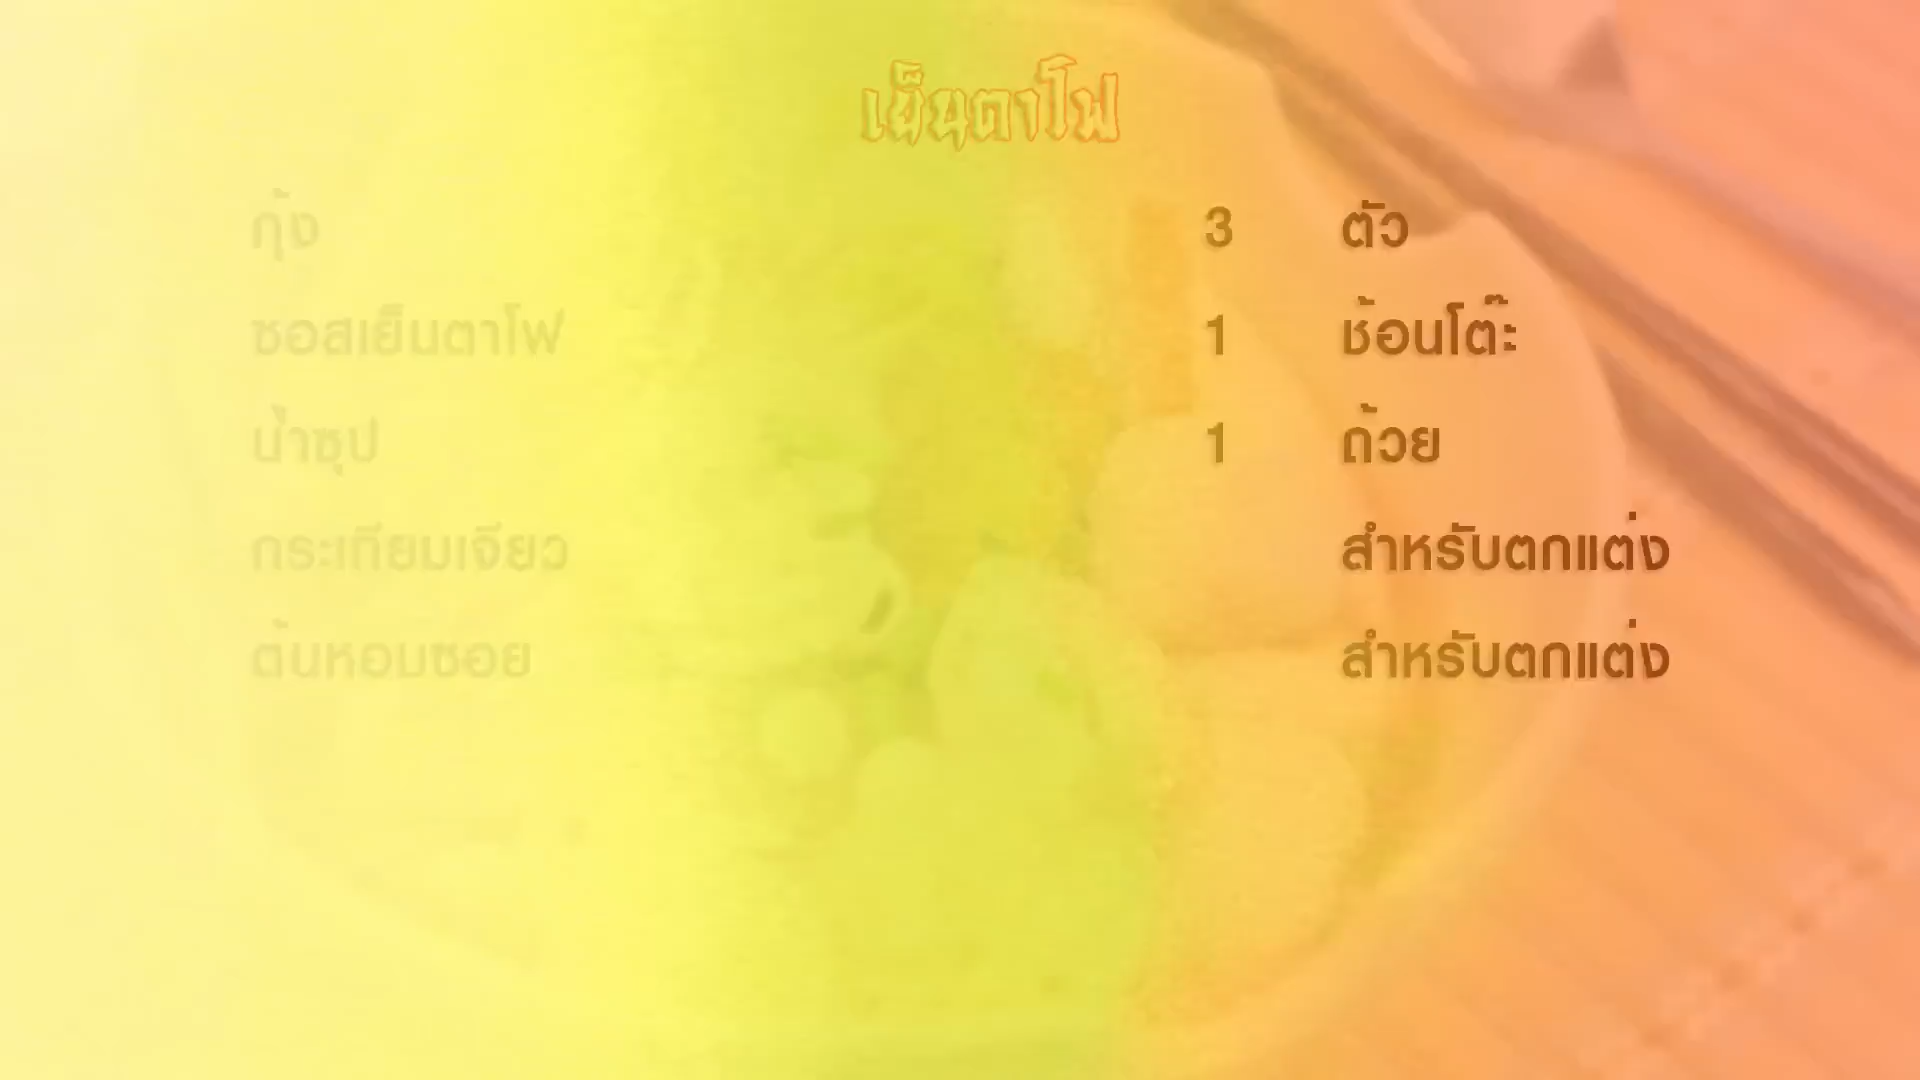 เย็นตาโฟ
กุ้ง 3 ตัว
ซอสเย็นตาโฟ 1 ช้อนโต๊ะ
น้ำซุป 1 ถ้วย
กระเทียมเจียว สำหรับตกแต่ง
ต้นหอมซอย สำหรับตกแต่ง